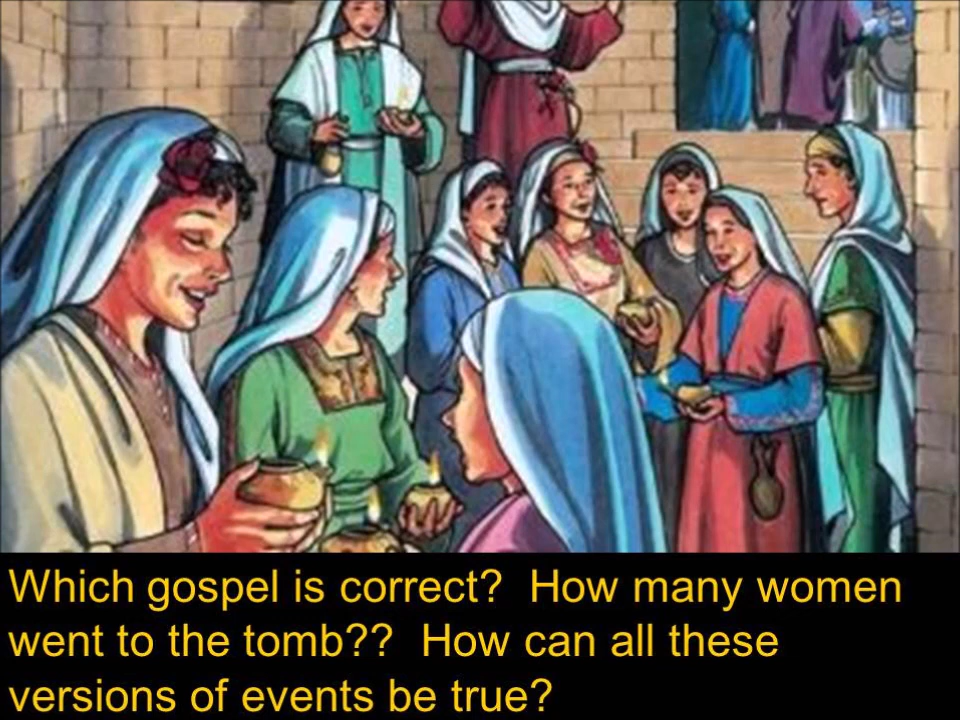 Which gospel is correct?  How many women
went to the tomb??  How can all these
versions of events be true?